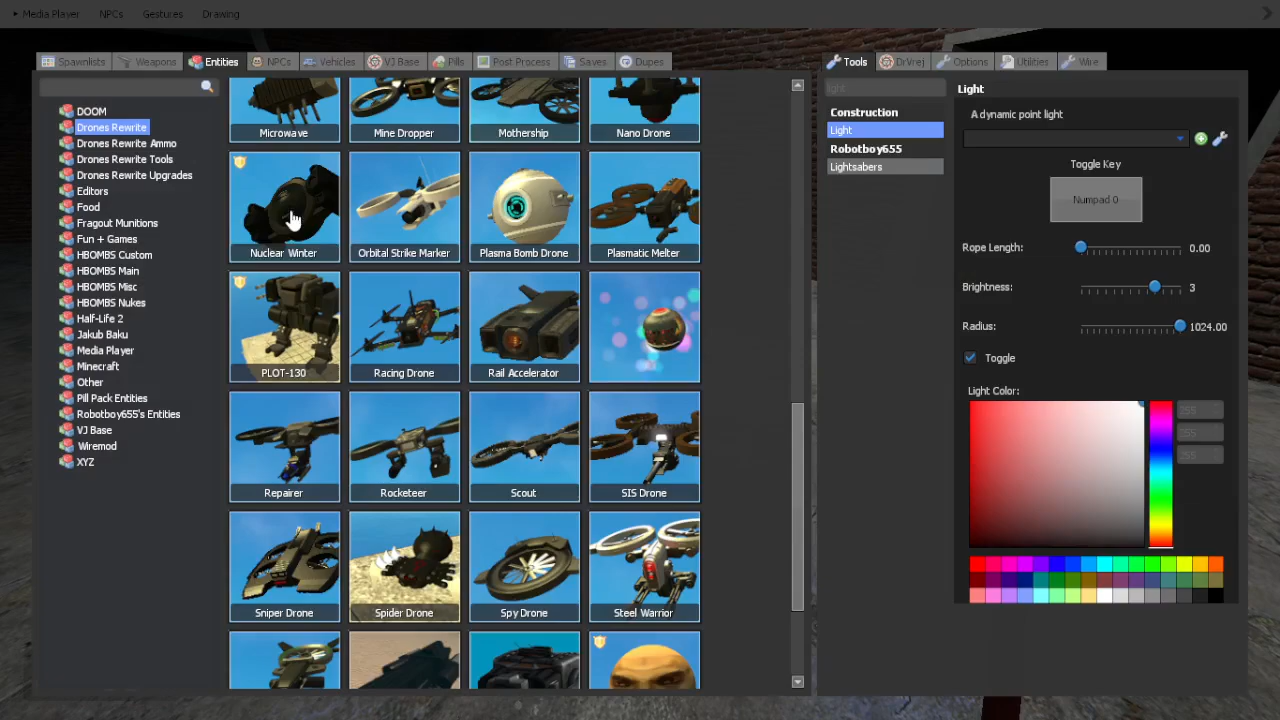 Media Player NPCs Gestures Drawing
Spawnlists Weapons Entities NPCs Vehicles VJ Base Pills Post Process Saves Dupes
Tools DrVrej Options Utilities Wire
DOOM
Drones Rewrite
Drones Rewrite Ammo
Drones Rewrite Tools
Drones Rewrite Upgrades
Editors
Food
Fragout Munitions
Fun + Games
HBOMBS Custom
HBOMBS Main
HBOMBS Misc
HBOMBS Nukes
Half-Life 2
Jakub Baku
Media Player
Minecraft
Other
Pill Pack Entities
Robotboy655's Entities
VJ Base
Wiremod
XYZ
Microwave Mine Dropper Mothership Nano Drone
Nuclear Winter Orbital Strike Marker Plasma Bomb Drone Plasmatic Melter
PLOT-130 Racing Drone Rail Accelerator
Repairer Rocketeer Scout SIS Drone
Sniper Drone Spider Drone Spy Drone Steel Warrior
light
Construction
Light
Robotboy655
Lightsabers
Light
A dynamic point light
Toggle Key
Numpad 0
Rope Length: 0.00
Brightness: 3
Radius: 1024.00
Toggle
Light Color:
255
255
255